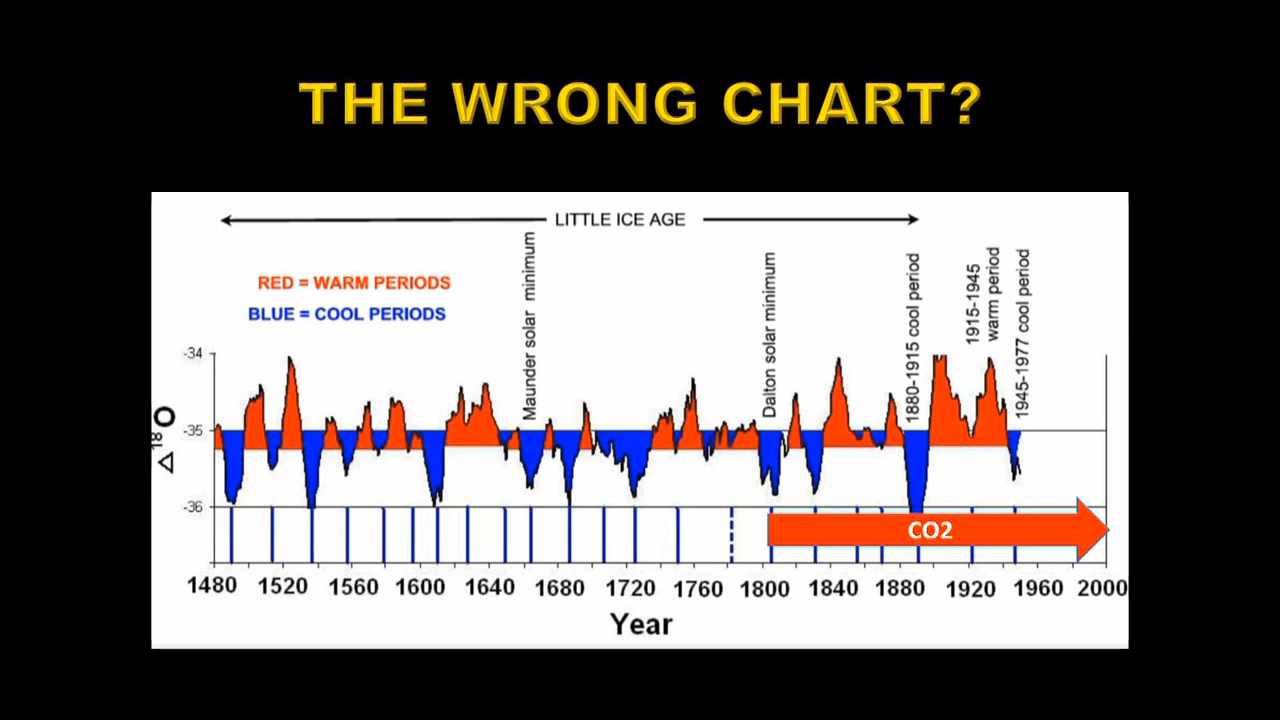 THE WRONG CHART?
LITTLE ICE AGE
RED = WARM PERIODS
BLUE = COOL PERIODS
Maunder solar minimum
Dalton solar minimum
1880-1915 cool period
1915-1945
warm period
1945-1977 cool period
-34
-35
-36
Δ¹⁸O
CO2
1480 1520 1560 1600 1640 1680 1720 1760 1800 1840 1880 1920 1960 2000
Year